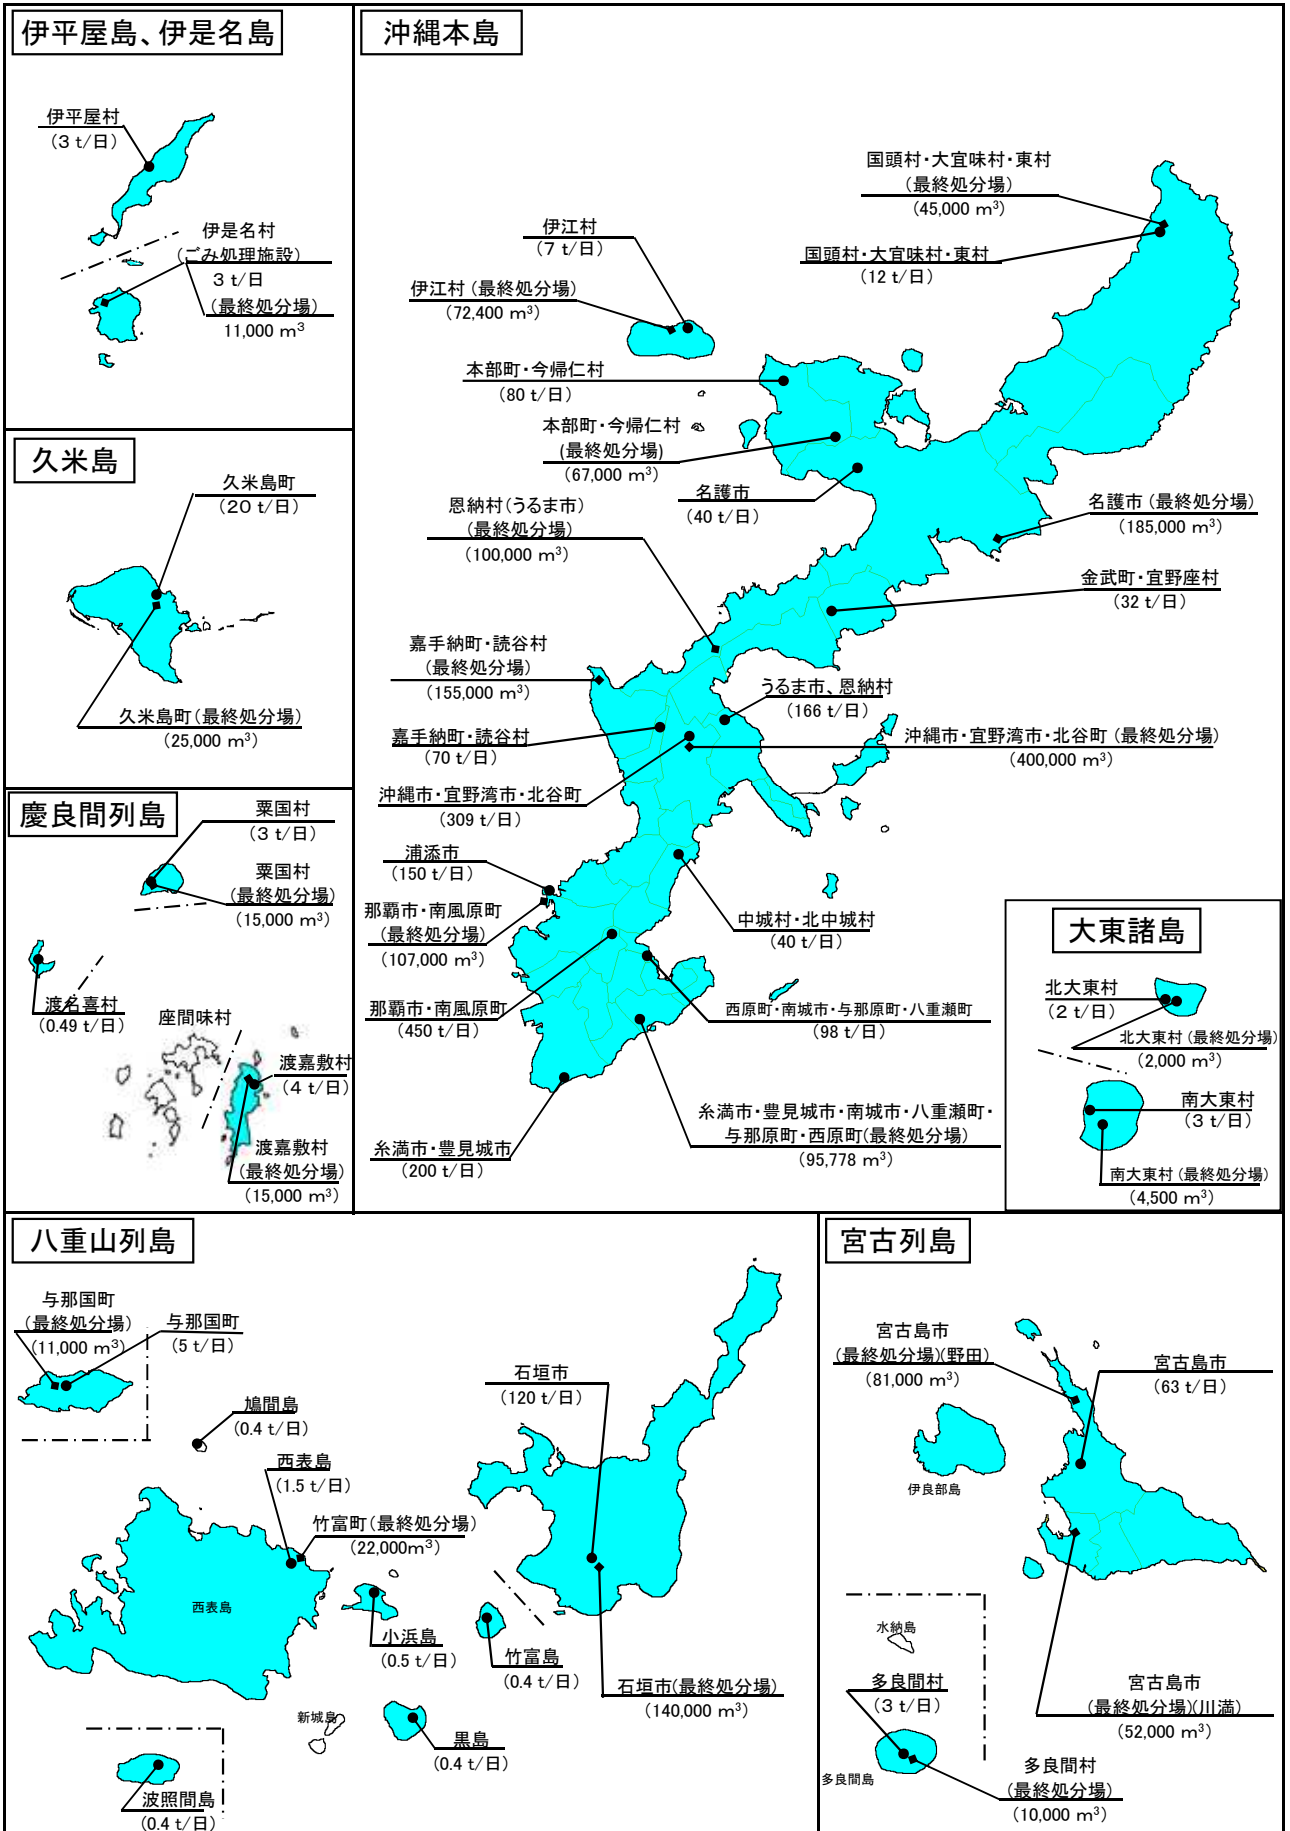 伊平屋島、伊是名島
伊平屋村
(3 t/日)
伊是名村
(ごみ処理施設)
3 t/日
(最終処分場)
11,000 m³
久米島
久米島町
(20 t/日)
久米島町(最終処分場)
(25,000 m³)
慶良間列島
粟国村
(3 t/日)
粟国村
(最終処分場)
(15,000 m³)
渡名喜村
(0.49 t/日)
座間味村
渡嘉敷村
(4 t/日)
渡嘉敷村
(最終処分場)
(15,000 m³)
沖縄本島
国頭村・大宜味村・東村
(最終処分場)
(45,000 m³)
国頭村・大宜味村・東村
(12 t/日)
伊江村
(7 t/日)
伊江村(最終処分場)
(72,400 m³)
本部町・今帰仁村
(80 t/日)
本部町・今帰仁村
(最終処分場)
(67,000 m³)
名護市
(40 t/日)
名護市(最終処分場)
(185,000 m³)
恩納村(うるま市)
(最終処分場)
(100,000 m³)
金武町・宜野座村
(32 t/日)
嘉手納町・読谷村
(最終処分場)
(155,000 m³)
うるま市、恩納村
(166 t/日)
嘉手納町・読谷村
(70 t/日)
沖縄市・宜野湾市・北谷町(最終処分場)
(400,000 m³)
沖縄市・宜野湾市・北谷町
(309 t/日)
浦添市
(150 t/日)
那覇市・南風原町
(最終処分場)
(107,000 m³)
中城村・北中城村
(40 t/日)
那覇市・南風原町
(450 t/日)
西原町・南城市・与那原町・八重瀬町
(98 t/日)
糸満市・豊見城市・南城市・八重瀬町・
与那原町・西原町(最終処分場)
(95,778 m³)
糸満市・豊見城市
(200 t/日)
大東諸島
北大東村
(2 t/日)
北大東村(最終処分場)
(2,000 m³)
南大東村
(3 t/日)
南大東村(最終処分場)
(4,500 m³)
八重山列島
与那国町
(最終処分場)
(11,000 m³)
与那国町
(5 t/日)
鳩間島
(0.4 t/日)
西表島
(1.5 t/日)
竹富町(最終処分場)
(22,000m³)
石垣市
(120 t/日)
西表島
小浜島
(0.5 t/日)
竹富島
(0.4 t/日)
石垣市(最終処分場)
(140,000 m³)
新城島
黒島
(0.4 t/日)
波照間島
(0.4 t/日)
宮古列島
宮古島市
(最終処分場)(野田)
(81,000 m³)
宮古島市
(63 t/日)
伊良部島
水納島
多良間村
(3 t/日)
多良間島
宮古島市
(最終処分場)(川満)
(52,000 m³)
多良間村
(最終処分場)
(10,000 m³)